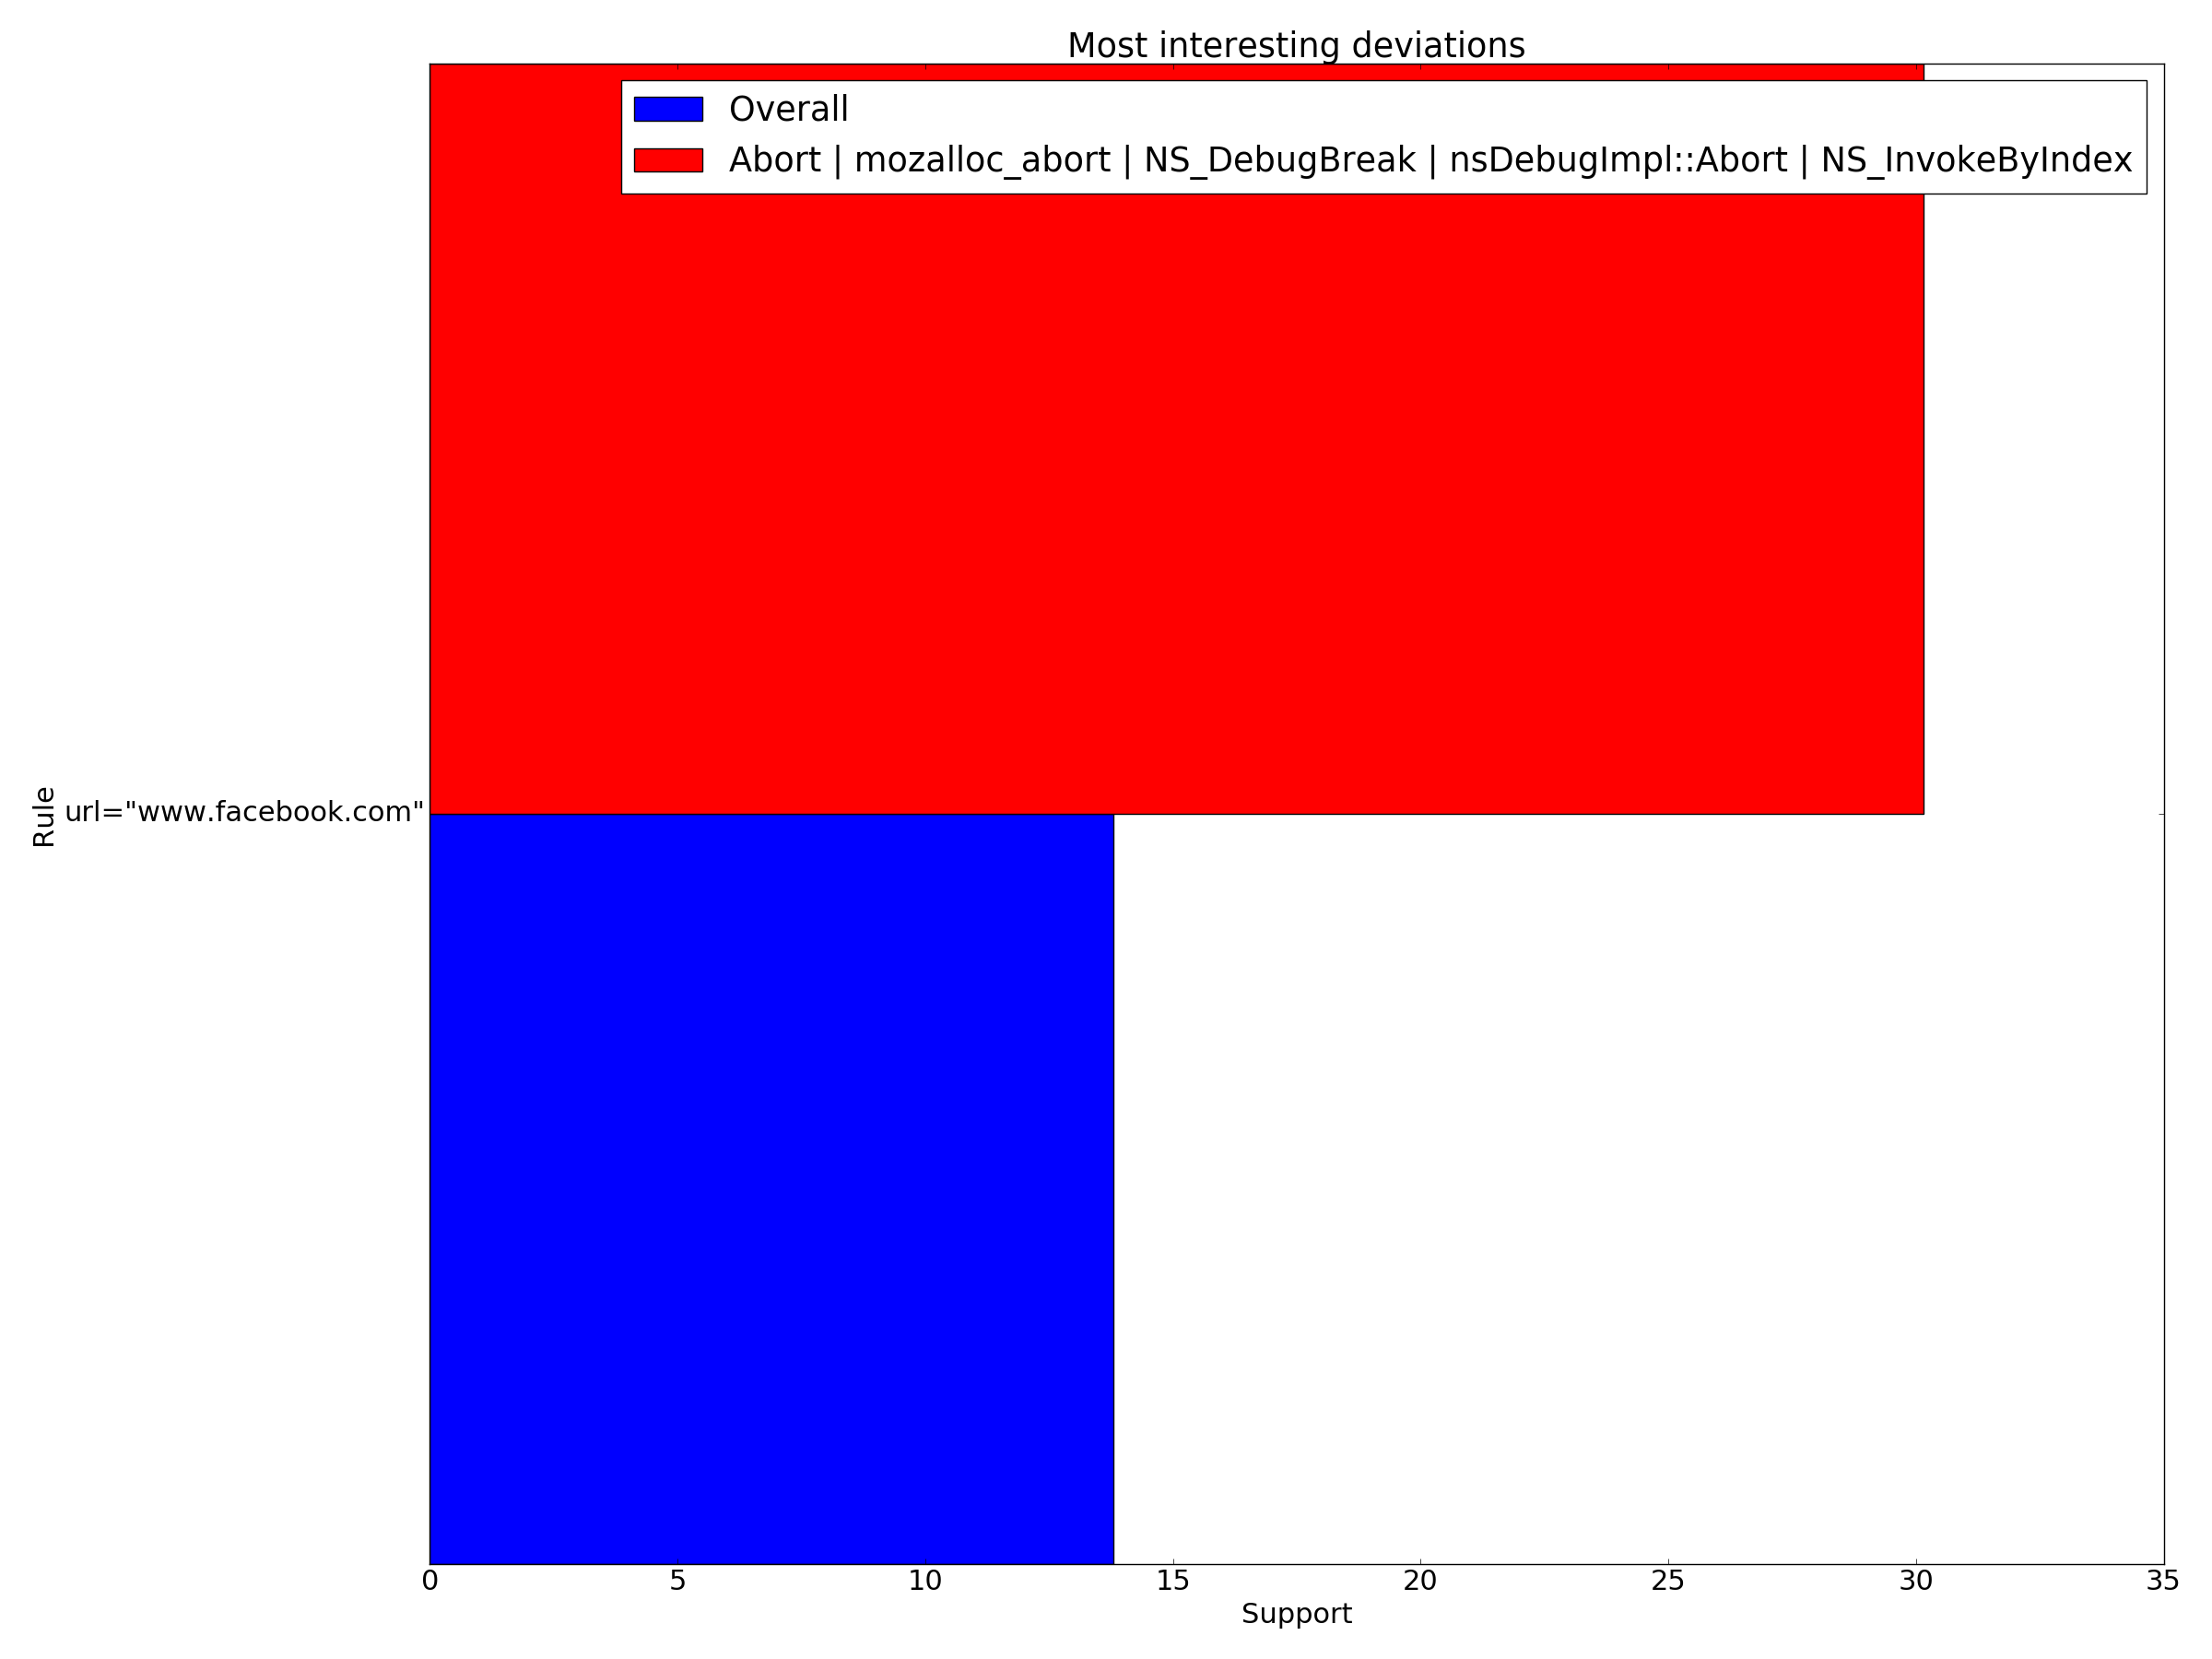 Most interesting deviations
Overall
Abort | mozalloc_abort | NS_DebugBreak | nsDebugImpl::Abort | NS_InvokeByIndex
Rule
url="www.facebook.com"
0 5 10 15 20 25 30 35
Support